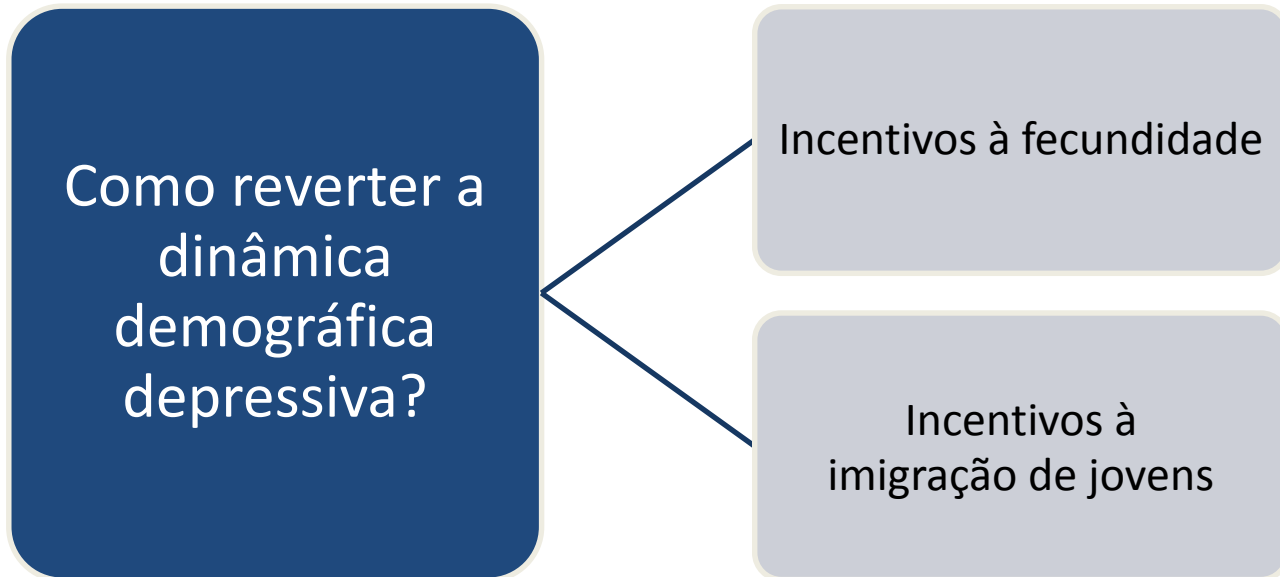 Como reverter a
dinâmica
demográfica
depressiva?
Incentivos à fecundidade
Incentivos à
imigração de jovens